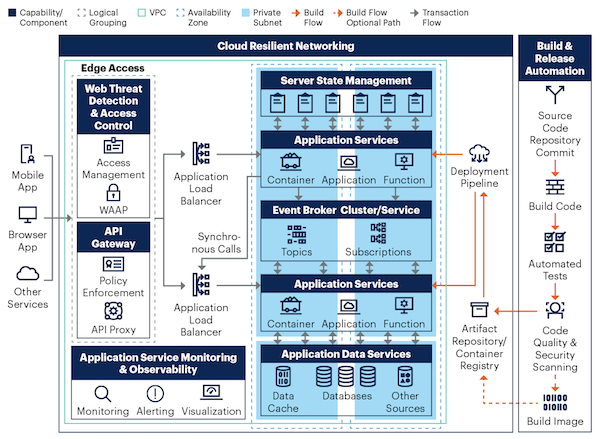 Capability/
Component
Logical
Grouping
VPC
Availability
Zone
Private
Subnet
Build
Flow
Build Flow
Optional Path
Transaction
Flow
Cloud Resilient Networking
Build &
Release
Automation
Edge Access
Web Threat
Detection
& Access
Control
Access
Management
WAAP
API
Gateway
Policy
Enforcement
API Proxy
Mobile
App
Browser
App
Other
Services
Application
Load
Balancer
Synchro-
nous Calls
Application
Load
Balancer
Server State Management
Application Services
Container
Application
Function
Event Broker Cluster/Service
Topics
Subscriptions
Application Services
Container
Application
Function
Application Data Services
Data
Cache
Databases
Other
Sources
Application Service Monitoring
& Observability
Monitoring
Alerting
Visualization
Deployment
Pipeline
Artifact
Repository/
Container
Registry
Source
Code
Repository
Commit
Build Code
Automated
Tests
Code
Quality &
Security
Scanning
Build Image